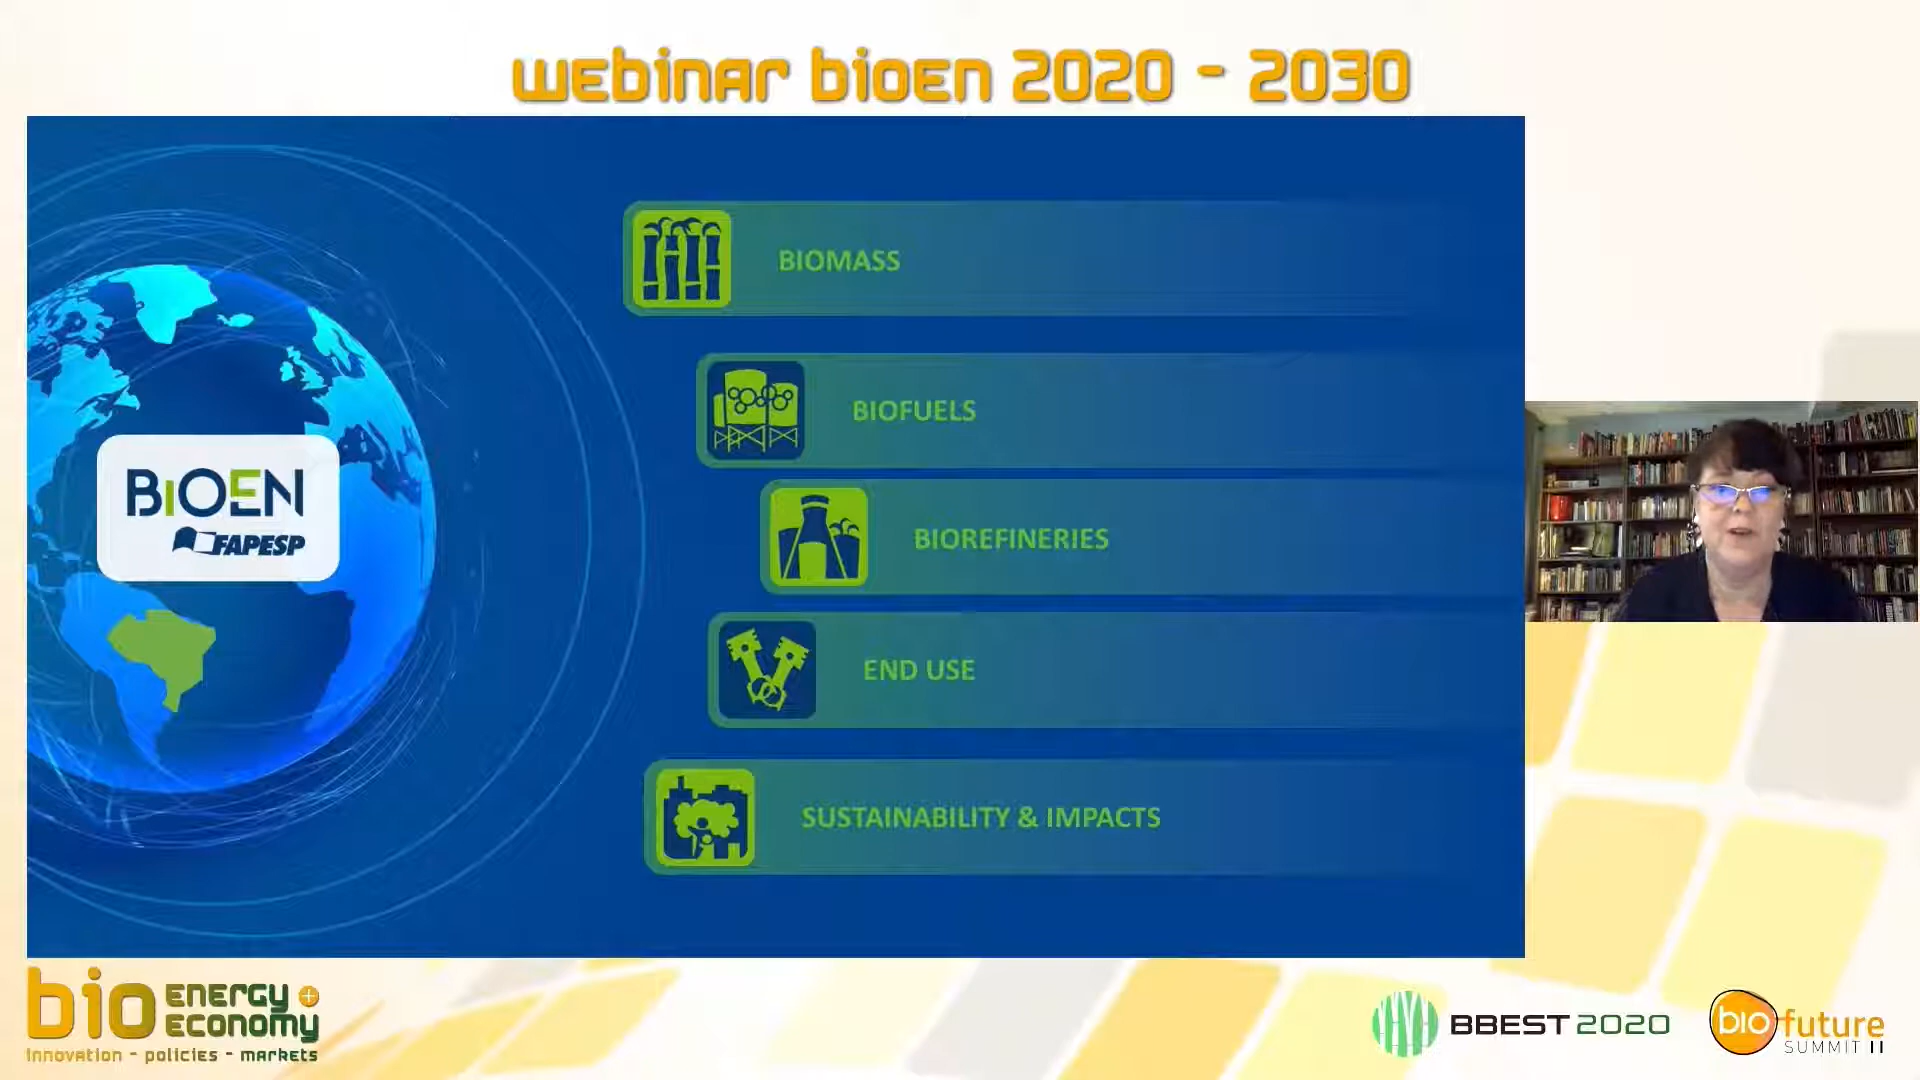 WEBINAR BIOEN 2020 - 2030
BIOMASS
BIOFUELS
BIOEN
FAPESP
BIOREFINERIES
END USE
SUSTAINABILITY & IMPACTS
bio ENERGY +
ECONOMY
innovation - policies - markets
BBEST 2020
bio future
SUMMIT II